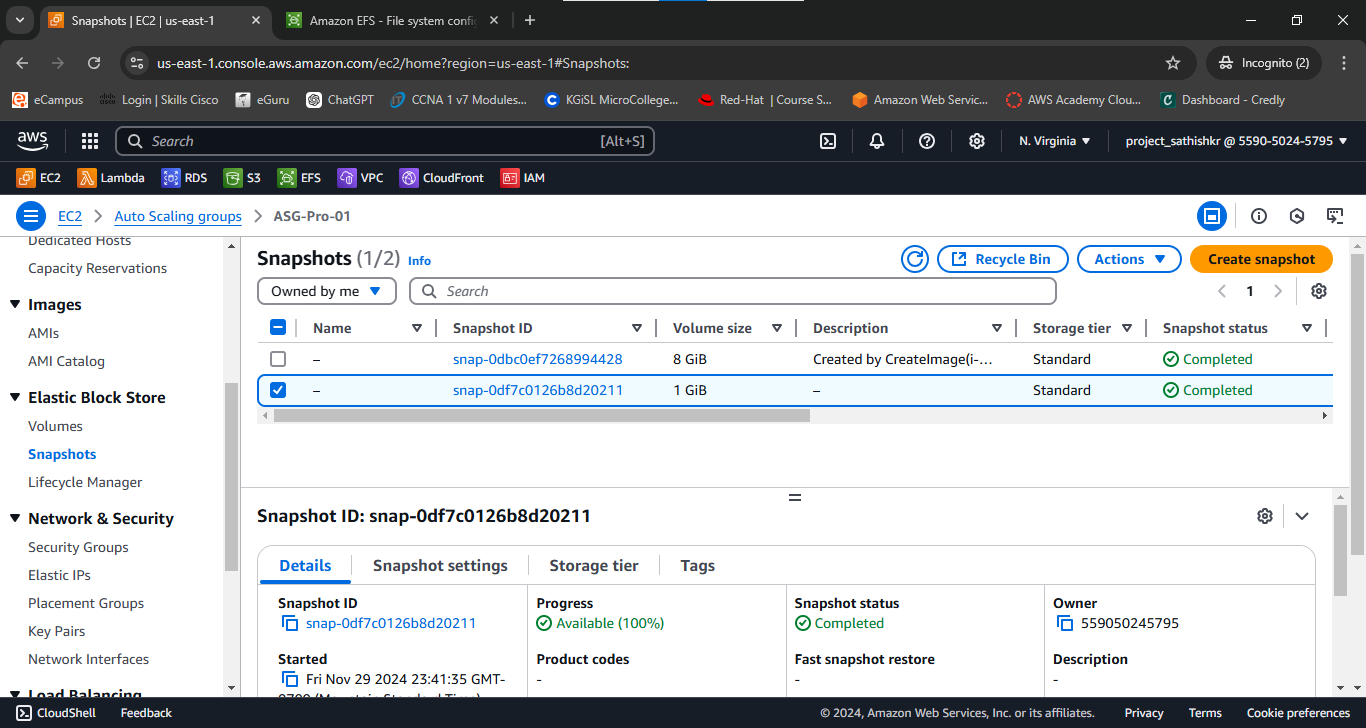 Snapshots | EC2 | us-east-1
Amazon EFS - File system confi
us-east-1.console.aws.amazon.com/ec2/home?region=us-east-1#Snapshots:
Incognito (2)
eCampus
Login | Skills Cisco
eGuru
ChatGPT
CCNA 1 v7 Modules...
KGiSL MicroCollege...
Red-Hat | Course S...
Amazon Web Servic...
AWS Academy Clou...
Dashboard - Credly
aws
Search
[Alt+S]
N. Virginia
project_sathishkr @ 5590-5024-5795
EC2
Lambda
RDS
S3
EFS
VPC
CloudFront
IAM
EC2
Auto Scaling groups
ASG-Pro-01
Dedicated Hosts
Capacity Reservations
Images
AMIs
AMI Catalog
Elastic Block Store
Volumes
Snapshots
Lifecycle Manager
Network & Security
Security Groups
Elastic IPs
Placement Groups
Key Pairs
Network Interfaces
Load Balancing
Snapshots (1/2) Info
Recycle Bin
Actions
Create snapshot
Owned by me
Search
1
Name Snapshot ID Volume size Description Storage tier Snapshot status
– snap-0dbc0ef7268994428 8 GiB Created by CreateImage(i-... Standard Completed
– snap-0df7c0126b8d20211 1 GiB – Standard Completed
Snapshot ID: snap-0df7c0126b8d20211
Details
Snapshot settings
Storage tier
Tags
Snapshot ID
snap-0df7c0126b8d20211
Progress
Available (100%)
Snapshot status
Completed
Owner
559050245795
Started
Fri Nov 29 2024 23:41:35 GMT-
0700 (Mountain Standard Time)
Product codes
-
Fast snapshot restore
-
Description
-
CloudShell
Feedback
© 2024, Amazon Web Services, Inc. or its affiliates.
Privacy
Terms
Cookie preferences